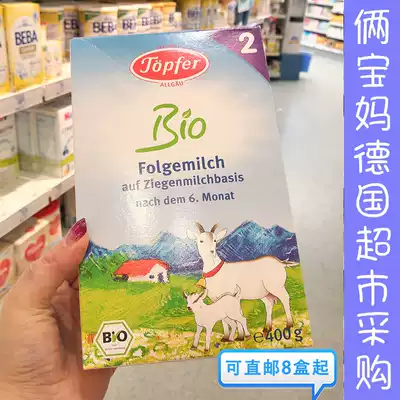 BEBA
BEBA
2
Töpfer
ALLGÄU
Bio
Folgemilch
auf Ziegenmilchbasis
nach dem 6. Monat
BIO
e400g
可直邮8盒起
俩宝妈德国超市采购